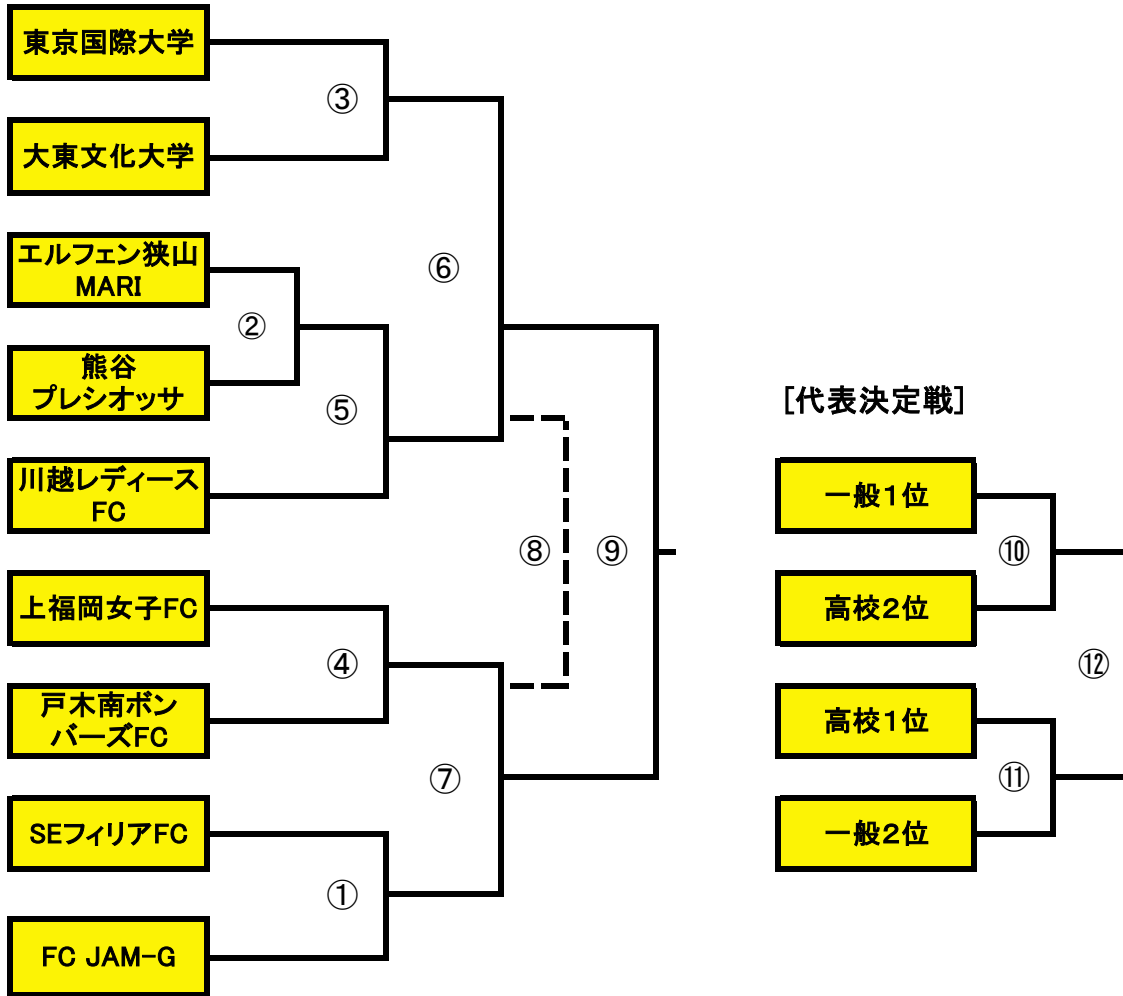 東京国際大学
③
大東文化大学
エルフェン狭山
MARI
⑥
②
熊谷
プレシオッサ
⑤
川越レディース
FC
⑧
⑨
上福岡女子FC
④
戸木南ボン
バーズFC
⑦
SEフィリアFC
①
FC JAM-G
[代表決定戦]
一般1位
⑩
高校2位
⑫
高校1位
⑪
一般2位